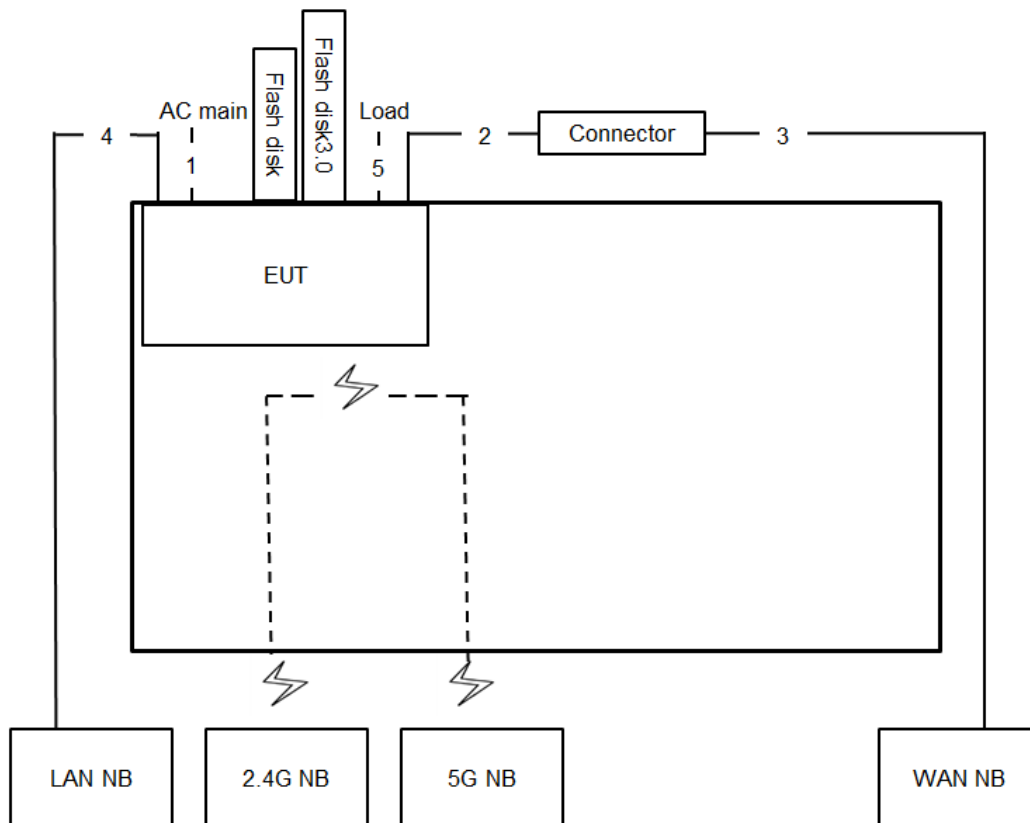 Flash disk
Flash disk3.0
AC main
Load
4
1
5
2
Connector
3
EUT
LAN NB
2.4G NB
5G NB
WAN NB